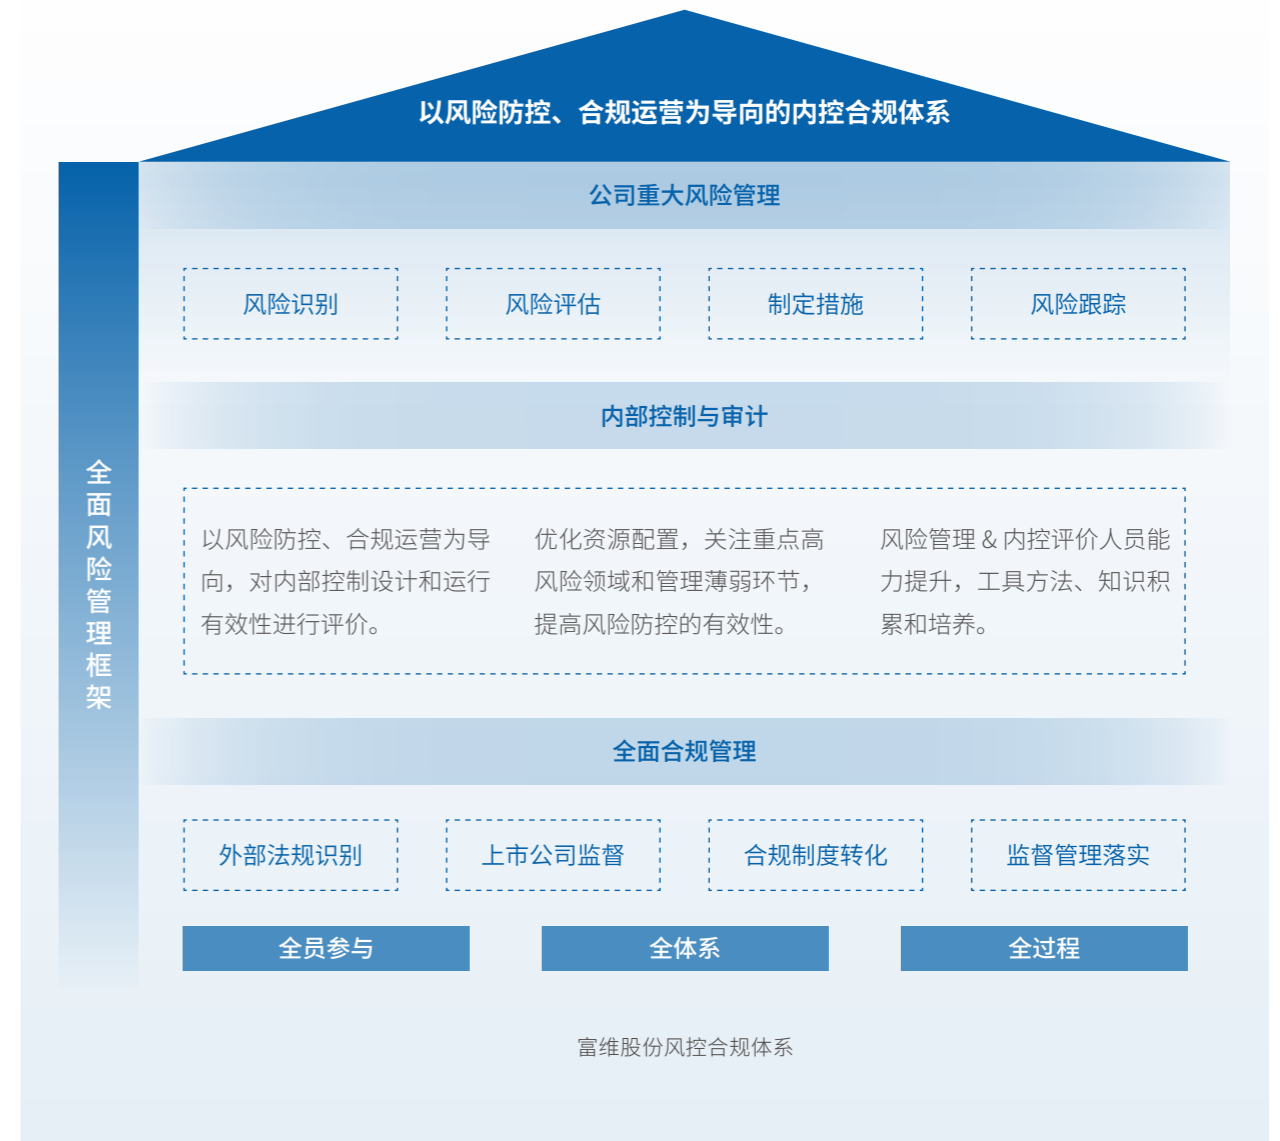 以风险防控、合规运营为导向的内控合规体系
全面风险管理框架
公司重大风险管理
风险识别
风险评估
制定措施
风险跟踪
内部控制与审计
以风险防控、合规运营为导
向，对内部控制设计和运行
有效性进行评价。
优化资源配置，关注重点高
风险领域和管理薄弱环节，
提高风险防控的有效性。
风险管理 & 内控评价人员能
力提升，工具方法、知识积
累和培养。
全面合规管理
外部法规识别
上市公司监督
合规制度转化
监督管理落实
全员参与
全体系
全过程
富维股份风控合规体系